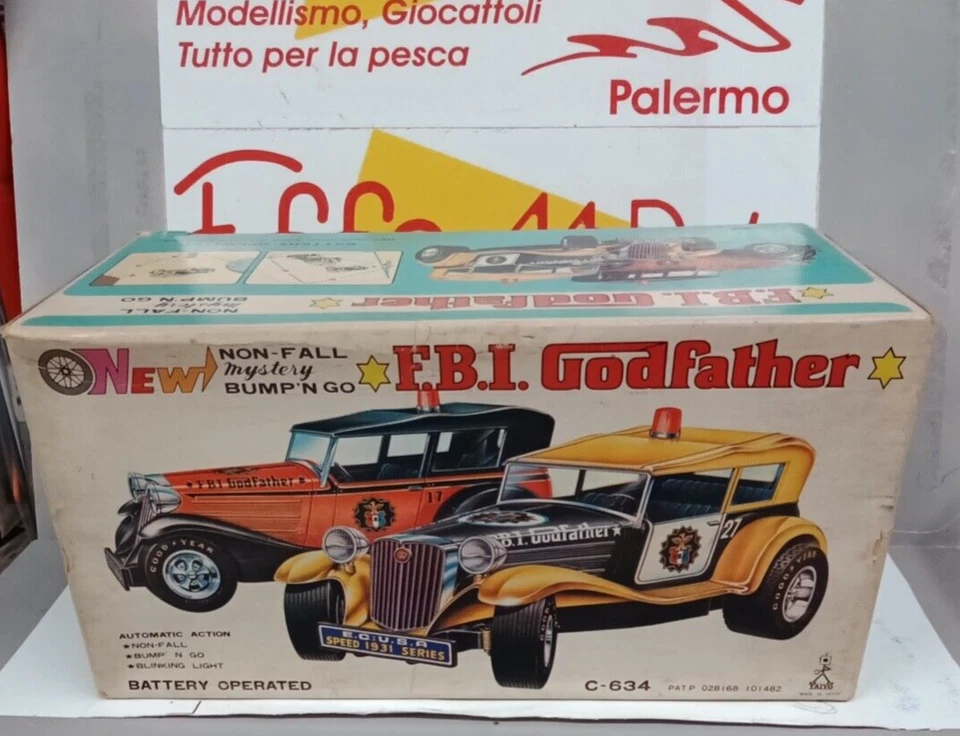 Modellismo, Giocattoli
Tutto per la pesca
Palermo
NON-FALL
mystery
BUMP'N GO
F.B.I. Godfather
NEW
NON-FALL
mystery
BUMP'N GO
F.B.I. Godfather
★ F.B.I. Godfather ★
17
GOOD★YEAR
F.B.I. Godfather★
27
GOOD★YEAR
E.C:U.S.A
SPEED 1931 SERIES
AUTOMATIC ACTION
★NON-FALL
★BUMP 'N GO
★BLINKING LIGHT
BATTERY OPERATED
C-634
PAT.P 028168 101482
TAIYO